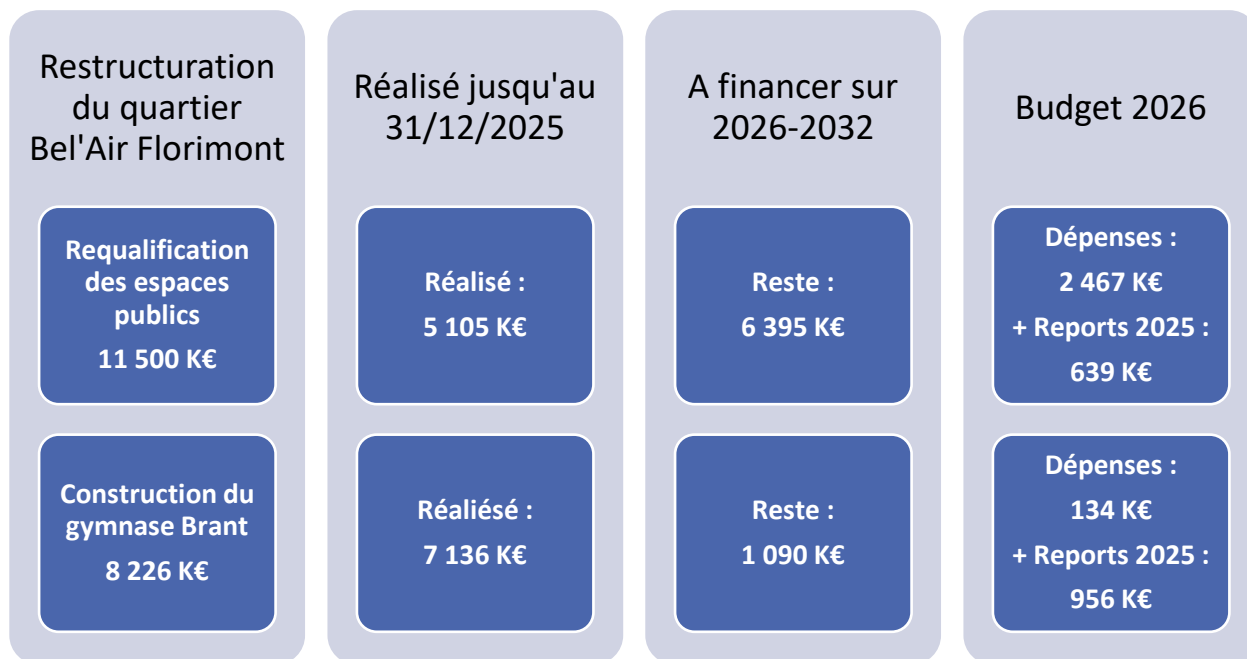 Restructuration
du quartier
Bel'Air Florimont
Requalification
des espaces
publics
11 500 K€
Construction du
gymnase Brant
8 226 K€
Réalisé jusqu'au
31/12/2025
Réalisé :
5 105 K€
Réaliésé :
7 136 K€
A financer sur
2026-2032
Reste :
6 395 K€
Reste :
1 090 K€
Budget 2026
Dépenses :
2 467 K€
+ Reports 2025 :
639 K€
Dépenses :
134 K€
+ Reports 2025 :
956 K€